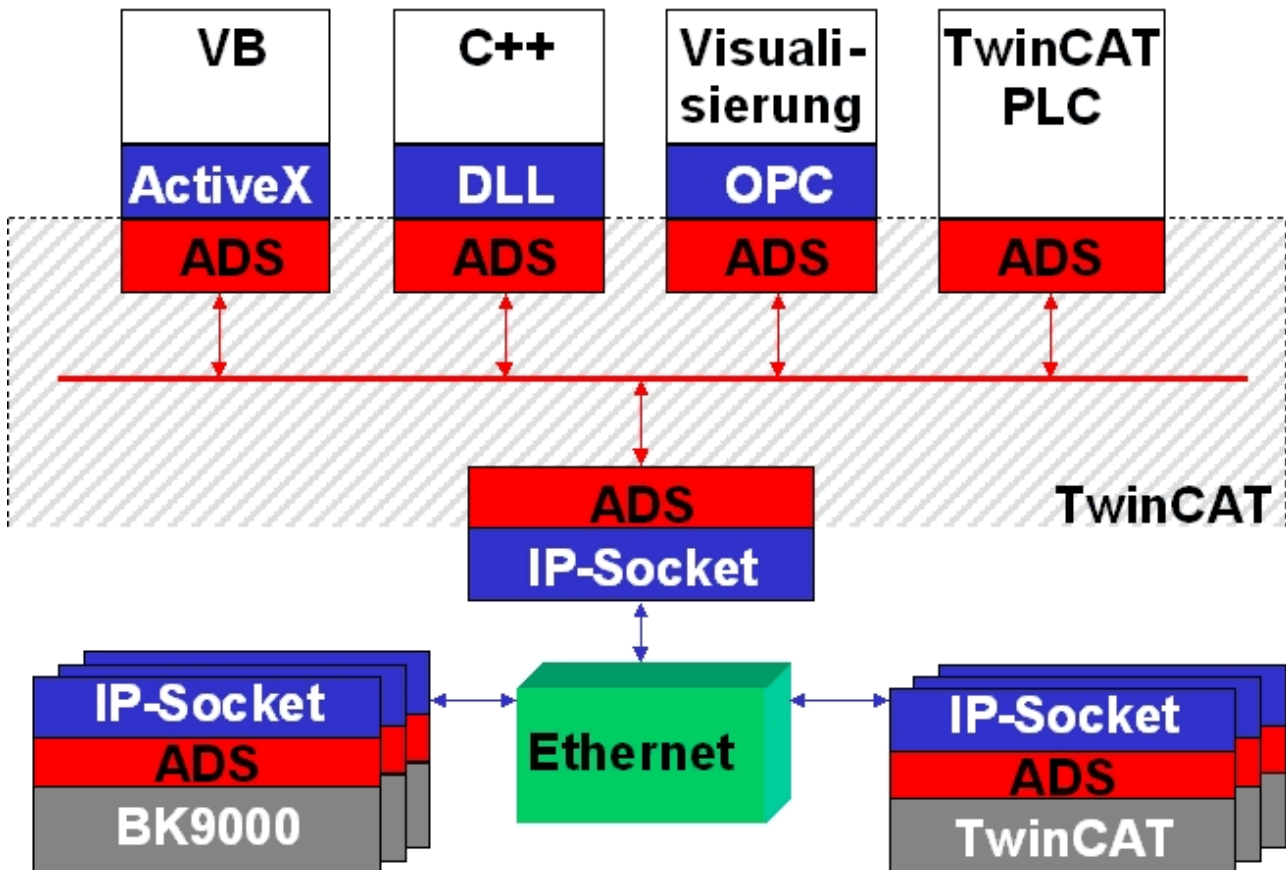 VB
ActiveX
ADS
C++
DLL
ADS
Visuali-
sierung
OPC
ADS
TwinCAT
PLC
ADS
TwinCAT
ADS
IP-Socket
IP-Socket
ADS
BK9000
Ethernet
IP-Socket
ADS
TwinCAT